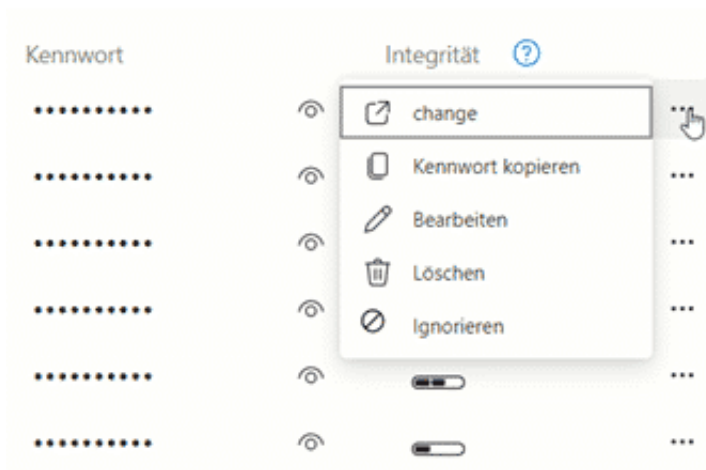 Kennwort Integrität ?
•••••••••• change •••
•••••••••• Kennwort kopieren •••
Bearbeiten
•••••••••• •••
Löschen
•••••••••• Ignorieren •••
•••••••••• •••
•••••••••• •••